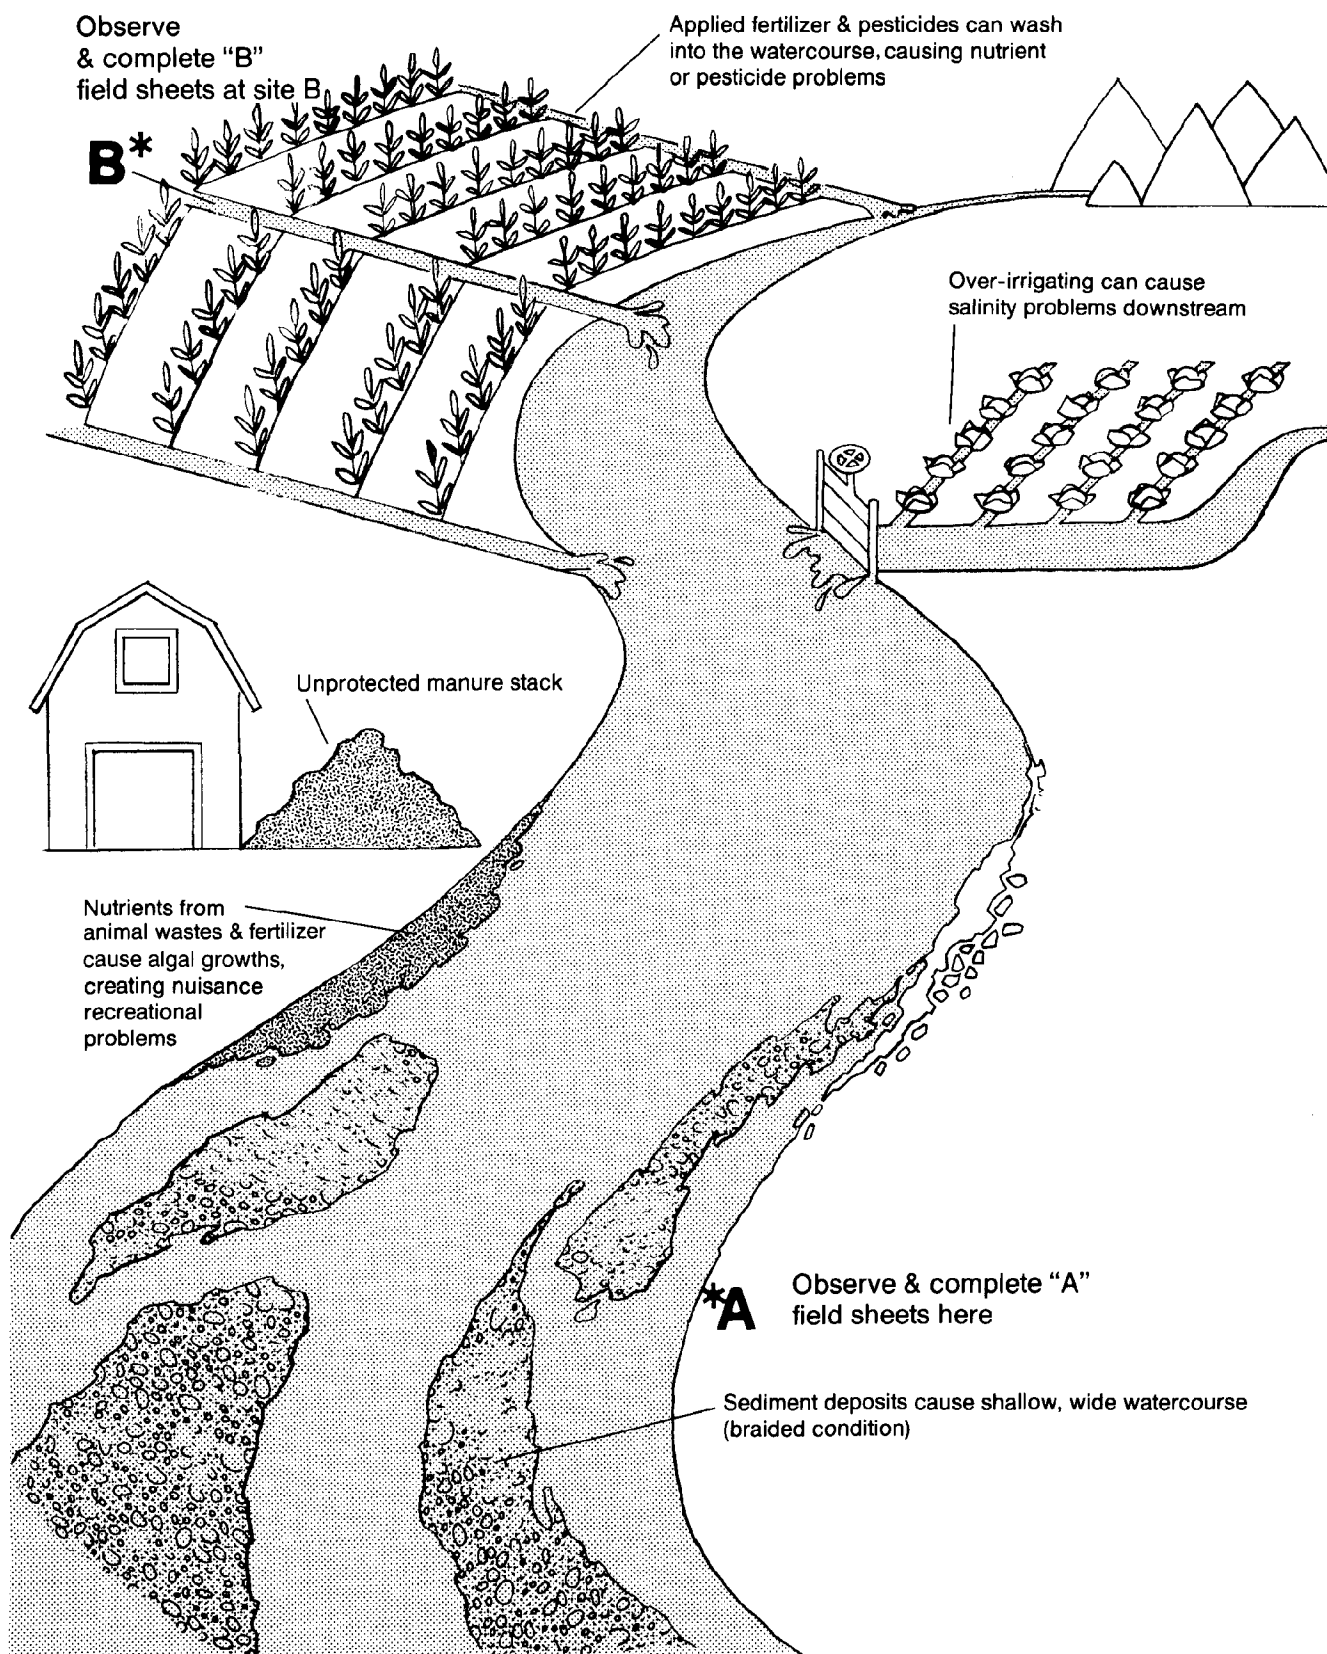 Observe
& complete “B”
field sheets at site B
B*
Applied fertilizer & pesticides can wash
into the watercourse, causing nutrient
or pesticide problems
Over-irrigating can cause
salinity problems downstream
Unprotected manure stack
Nutrients from
animal wastes & fertilizer
cause algal growths,
creating nuisance
recreational
problems
*A
Observe & complete “A”
field sheets here
Sediment deposits cause shallow, wide watercourse
(braided condition)